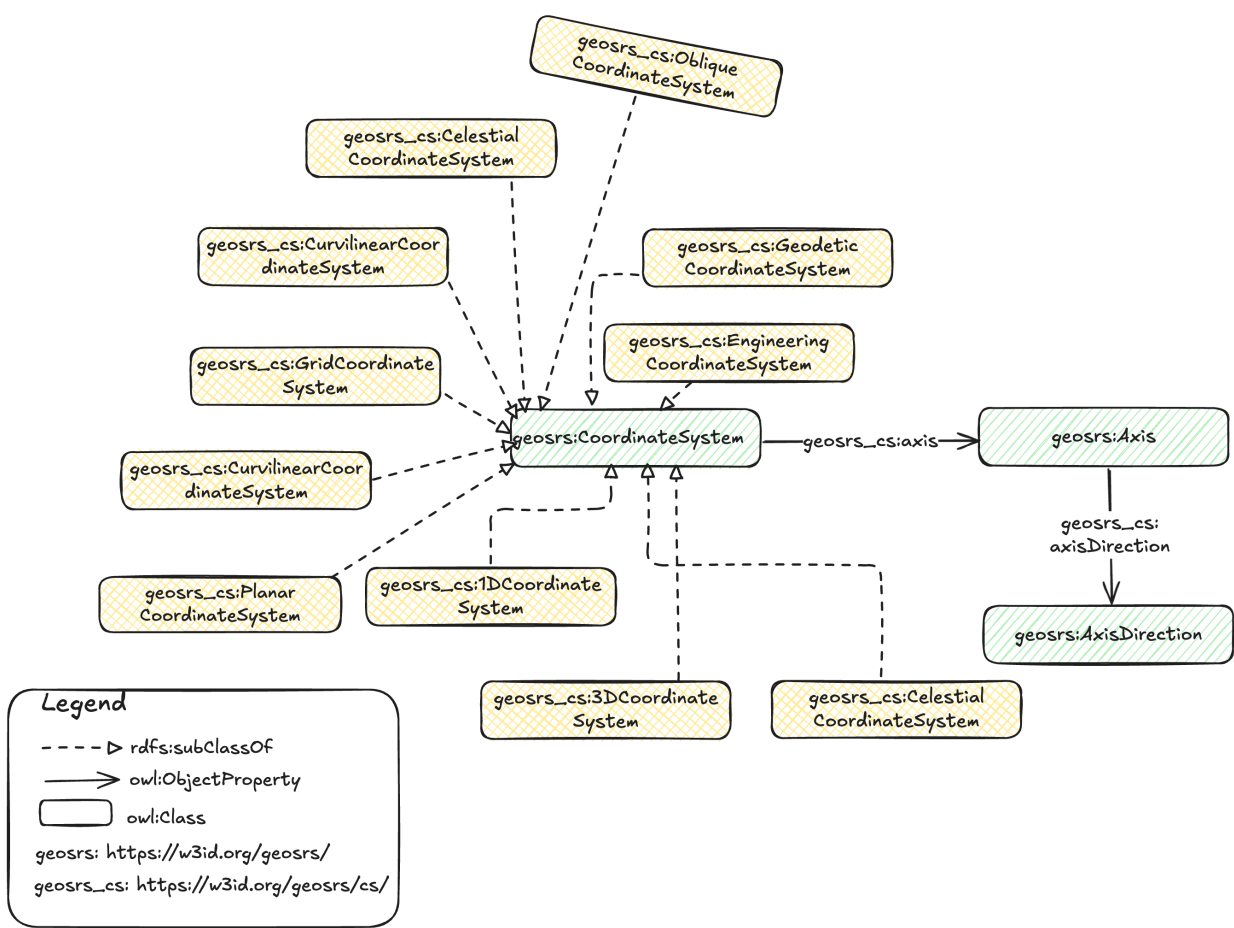 geosrs_cs:Oblique
CoordinateSystem
geosrs_cs:Celestial
CoordinateSystem
geosrs_cs:CurvilinearCoor
dinateSystem
geosrs_cs:Geodetic
CoordinateSystem
geosrs_cs:GridCoordinate
System
geosrs_cs:Engineering
CoordinateSystem
geosrs:CoordinateSystem
geosrs_cs:axis
geosrs:Axis
geosrs_cs:CurvilinearCoor
dinateSystem
geosrs_cs:
axisDirection
geosrs_cs:Planar
CoordinateSystem
geosrs_cs:1DCoordinate
System
geosrs:AxisDirection
geosrs_cs:3DCoordinate
System
geosrs_cs:Celestial
CoordinateSystem
Legend
rdfs:subClassOf
owl:ObjectProperty
owl:Class
geosrs: https://w3id.org/geosrs/
geosrs_cs: https://w3id.org/geosrs/cs/